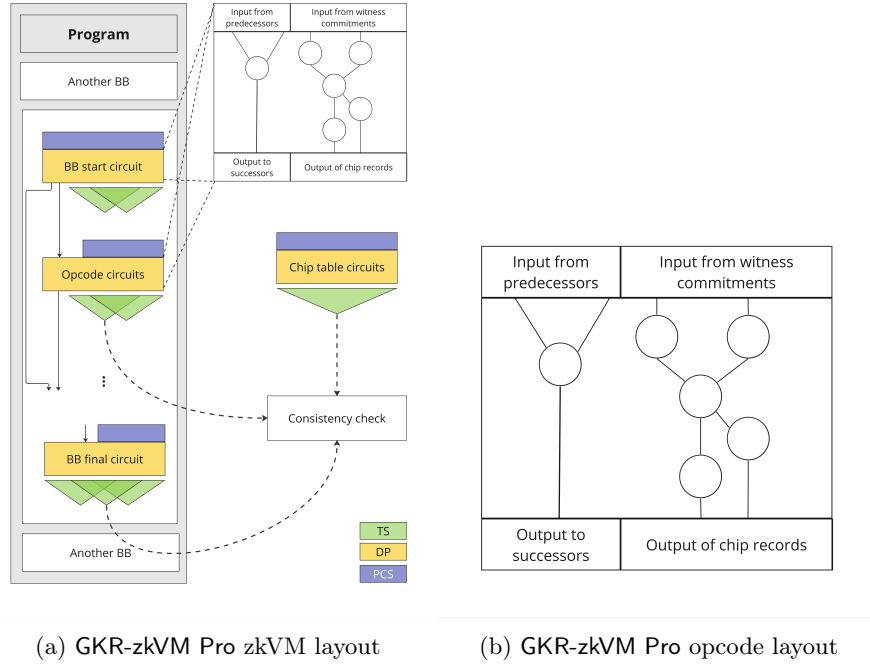 Program
Another BB
BB start circuit
Opcode circuits
BB final circuit
Another BB
Input from
predecessors
Input from witness
commitments
Output to
successors
Output of chip records
Chip table circuits
Consistency check
TS
DP
PCS
(a) GKR-zkVM Pro zkVM layout
Input from
predecessors
Input from witness
commitments
Output to
successors
Output of chip records
(b) GKR-zkVM Pro opcode layout